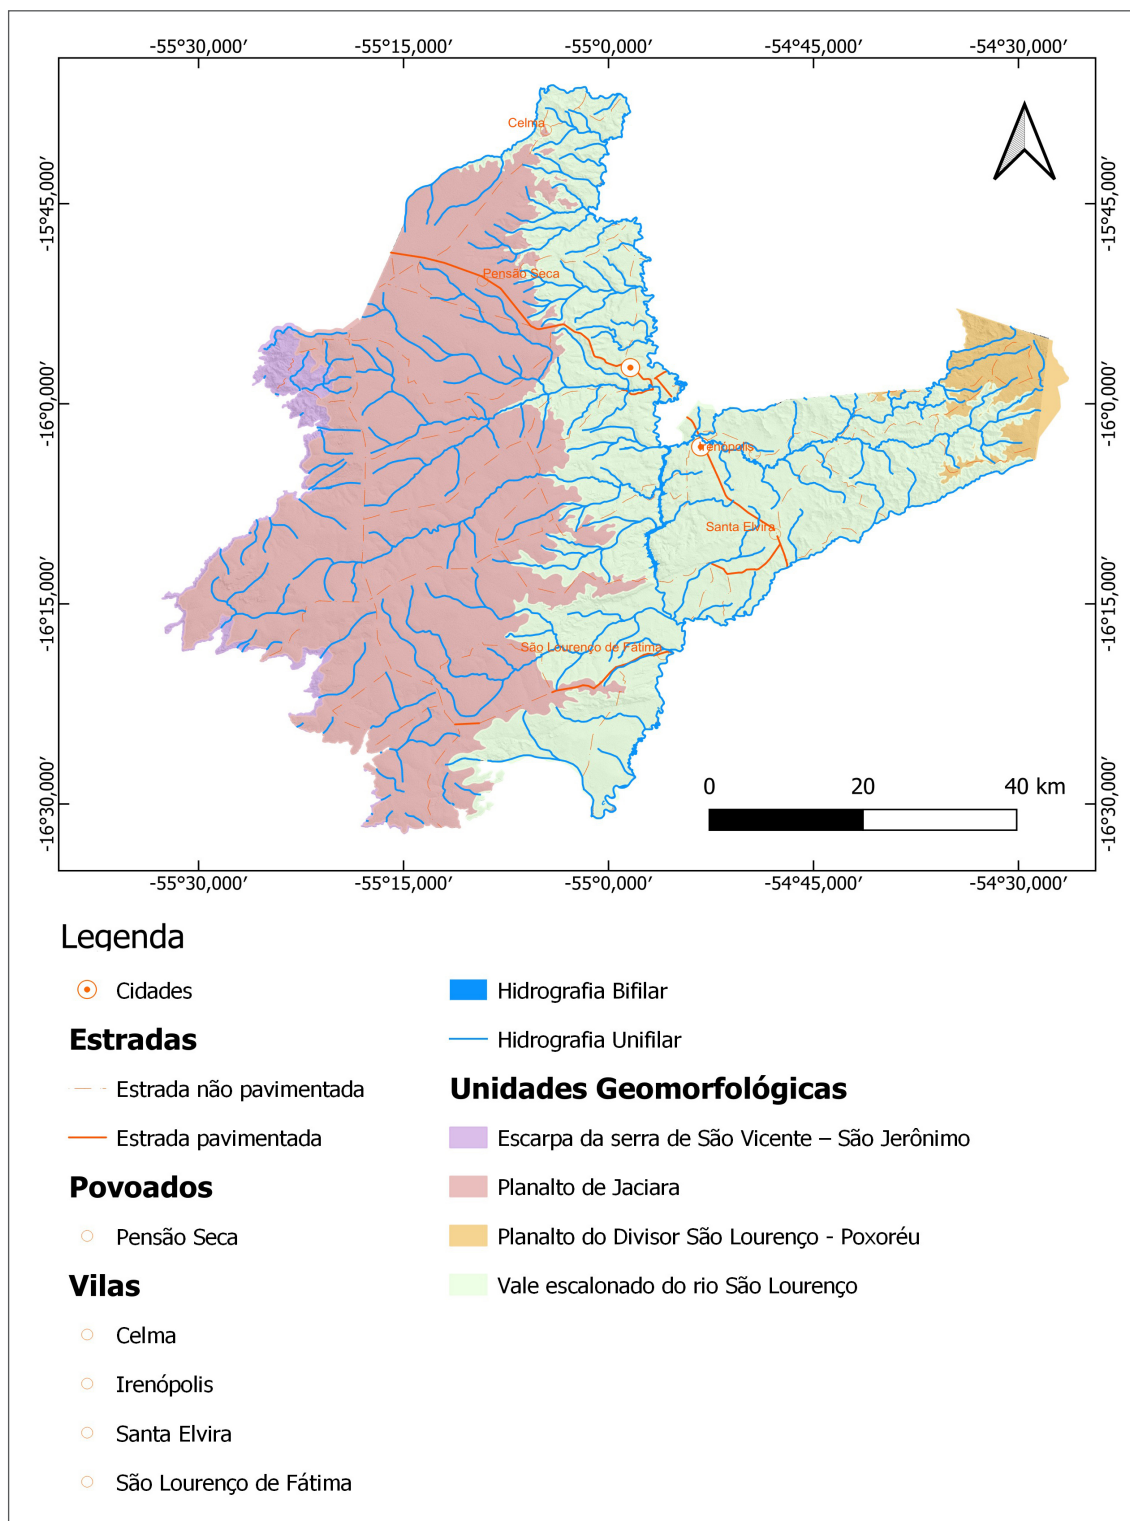 -55°30,000′ -55°15,000′ -55°0,000′ -54°45,000′ -54°30,000′
Celma
-15°45,000′ -15°45,000′
Pensão Seca
-16°0,000′ -16°0,000′
Irenópolis
Santa Elvira
-16°15,000′ -16°15,000′
São Lourenço de Fátima
0 20 40 km
-16°30,000′ -16°30,000′
-55°30,000′ -55°15,000′ -55°0,000′ -54°45,000′ -54°30,000′
Legenda
Cidades
Estradas
Estrada não pavimentada
Estrada pavimentada
Povoados
Pensão Seca
Vilas
Celma
Irenópolis
Santa Elvira
São Lourenço de Fátima
Hidrografia Bifilar
Hidrografia Unifilar
Unidades Geomorfológicas
Escarpa da serra de São Vicente – São Jerônimo
Planalto de Jaciara
Planalto do Divisor São Lourenço - Poxoréu
Vale escalonado do rio São Lourenço